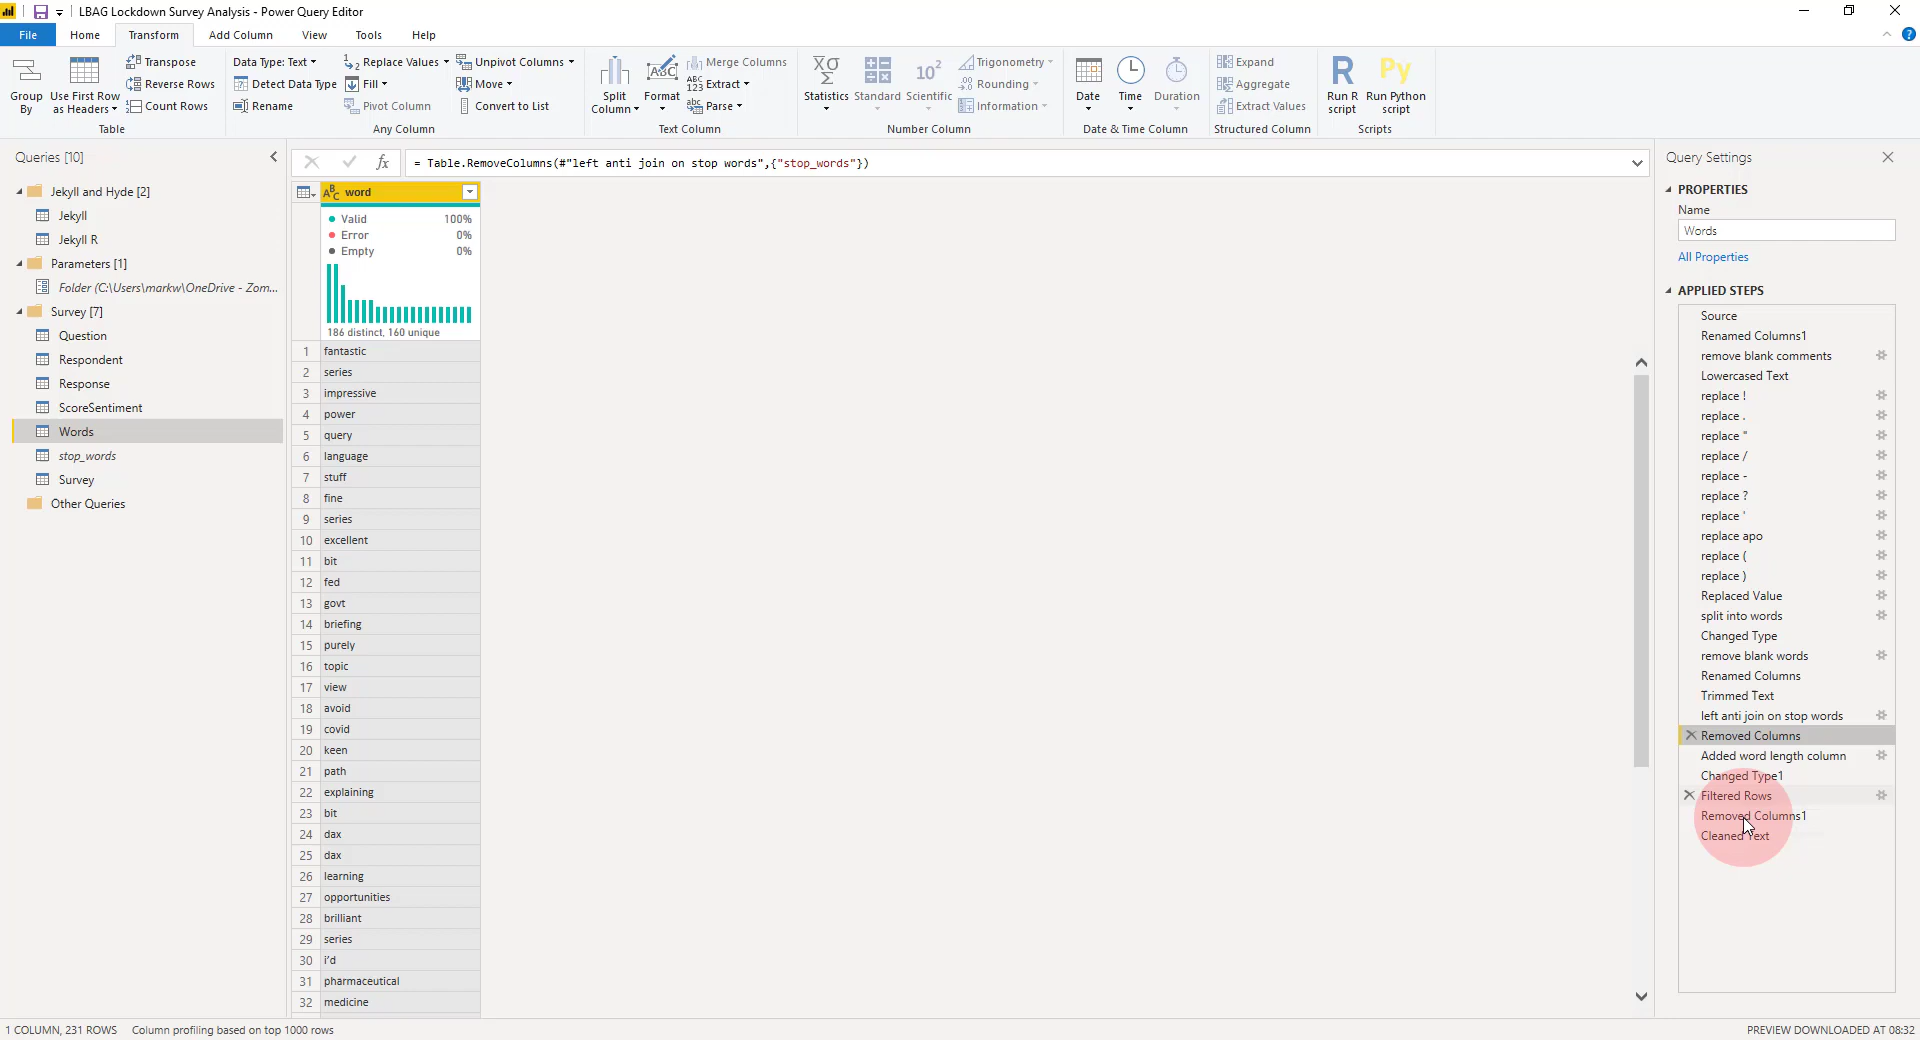 LBAG Lockdown Survey Analysis - Power Query Editor
File Home Transform Add Column View Tools Help
Group By
Use First Row as Headers
Transpose
Reverse Rows
Count Rows
Table
Data Type: Text
Detect Data Type
Rename
1→2 Replace Values
Fill
Pivot Column
Unpivot Columns
Move
Convert to List
Any Column
Split Column
ABC Format
Merge Columns
ABC 123 Extract
abc Parse
Text Column
XΣσ Statistics
Standard
10² Scientific
Trigonometry
Rounding
Information
Number Column
Date
Time
Duration
Date & Time Column
Expand
Aggregate
Extract Values
Structured Column
R Run R script
Py Run Python script
Scripts
Queries [10]
Jekyll and Hyde [2]
Jekyll
Jekyll R
Parameters [1]
Folder (C:\Users\markw\OneDrive - Zom...
Survey [7]
Question
Respondent
Response
ScoreSentiment
Words
stop_words
Survey
Other Queries
fx = Table.RemoveColumns(#"left anti join on stop words",{"stop_words"})
ABC word
Valid 100%
Error 0%
Empty 0%
186 distinct, 160 unique
1 fantastic
2 series
3 impressive
4 power
5 query
6 language
7 stuff
8 fine
9 series
10 excellent
11 bit
12 fed
13 govt
14 briefing
15 purely
16 topic
17 view
18 avoid
19 covid
20 keen
21 path
22 explaining
23 bit
24 dax
25 dax
26 learning
27 opportunities
28 brilliant
29 series
30 i'd
31 pharmaceutical
32 medicine
Query Settings
PROPERTIES
Name
Words
All Properties
APPLIED STEPS
Source
Renamed Columns1
remove blank comments
Lowercased Text
replace !
replace .
replace "
replace /
replace -
replace ?
replace '
replace apo
replace (
replace )
Replaced Value
split into words
Changed Type
remove blank words
Renamed Columns
Trimmed Text
left anti join on stop words
Removed Columns
Added word length column
Changed Type1
Filtered Rows
Removed Columns1
Cleaned Text
1 COLUMN, 231 ROWS Column profiling based on top 1000 rows
PREVIEW DOWNLOADED AT 08:32